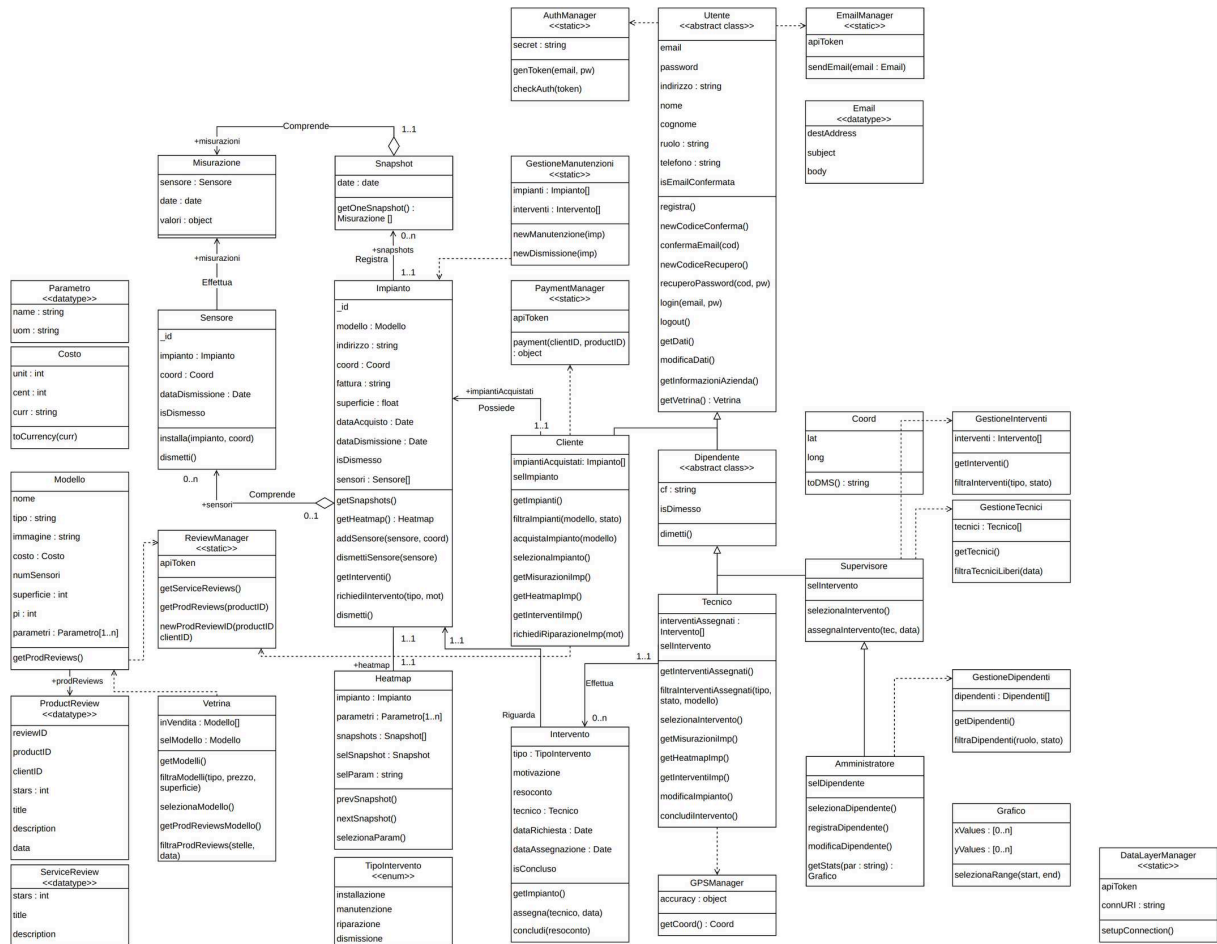 AuthManager
<<static>>
secret : string
genToken(email, pw)
checkAuth(token)
Utente
<<abstract class>>
email
password
indirizzo : string
nome
cognome
ruolo : string
telefono : string
isEmailConfermata
registra()
newCodiceConferma()
confermaEmail(cod)
newCodiceRecupero()
recuperoPassword(cod, pw)
login(email, pw)
logout()
getDati()
modificaDati()
getInformazioniAzienda()
getVetrina() : Vetrina
EmailManager
<<static>>
apiToken
sendEmail(email : Email)
Email
<<datatype>>
destAddress
subject
body
Comprende
1..1
+misurazioni
Misurazione
sensore : Sensore
date : date
valori : object
Snapshot
date : date
getOneSnapshot() :
Misurazione []
0..n
+snapshots
Registra
1..1
GestioneManutenzioni
<<static>>
impianti : Impianto[]
interventi : Intervento[]
newManutenzione(imp)
newDismissione(imp)
+misurazioni
Effettua
Parametro
<<datatype>>
name : string
uom : string
Costo
unit : int
cent : int
curr : string
toCurrency(curr)
Sensore
_id
impianto : Impianto
coord : Coord
dataDismissione : Date
isDismesso
installa(impianto, coord)
dismetti()
0..n
+sensori
Comprende
0..1
Impianto
_id
modello : Modello
indirizzo : string
coord : Coord
fattura : string
superficie : float
dataAcquisto : Date
dataDismissione : Date
isDismesso
sensori : Sensore[]
getSnapshots()
getHeatmap() : Heatmap
addSensore(sensore, coord)
dismettiSensore(sensore)
getInterventi()
richiediIntervento(tipo, mot)
dismetti()
PaymentManager
<<static>>
apiToken
payment(clientID, productID)
: object
+impiantiAcquistati
Possiede
1..1
Cliente
impiantiAcquistati: Impianto[]
selImpianto
getImpianti()
filtraImpianti(modello, stato)
acquistaImpianto(modello)
selezionaImpianto()
getMisurazioniImp()
getHeatmapImp()
getInterventiImp()
richiediRiparazioneImp(mot)
Dipendente
<<abstract class>>
cf : string
isDimesso
dimetti()
Coord
lat
long
toDMS() : string
GestioneInterventi
interventi : Intervento[]
getInterventi()
filtraInterventi(tipo, stato)
GestioneTecnici
tecnici : Tecnico[]
getTecnici()
filtraTecniciLiberi(data)
Modello
nome
tipo : string
immagine : string
costo : Costo
numSensori
superficie : int
pi : int
parametri : Parametro[1..n]
getProdReviews()
+prodReviews
ReviewManager
<<static>>
apiToken
getServiceReviews()
getProdReviews(productID)
newProdReviewID(productID
clientID)
Supervisore
selIntervento
selezionaIntervento()
assegnaIntervento(tec, data)
Tecnico
interventiAssegnati :
Intervento[]
selIntervento
getInterventiAssegnati()
filtraInterventiAssegnati(tipo,
stato, modello)
selezionaIntervento()
getMisurazioniImp()
getHeatmapImp()
getInterventiImp()
modificaImpianto()
concludiIntervento()
1..1
1..1
+heatmap
1..1
1..1
Effettua
0..n
Riguarda
ProductReview
<<datatype>>
reviewID
productID
clientID
stars : int
title
description
data
Vetrina
inVendita : Modello[]
selModello : Modello
getModelli()
filtraModelli(tipo, prezzo,
superficie)
selezionaModello()
getProdReviewsModello()
filtraProdReviews(stelle,
data)
Heatmap
impianto : Impianto
parametri : Parametro[1..n]
snapshots : Snapshot[]
selSnapshot : Snapshot
selParam : string
prevSnapshot()
nextSnapshot()
selezionaParam()
Intervento
tipo : TipoIntervento
motivazione
resoconto
tecnico : Tecnico
dataRichiesta : Date
dataAssegnazione : Date
isConcluso
getImpianto()
assegna(tecnico, data)
concludi(resoconto)
GestioneDipendenti
dipendenti : Dipendenti[]
getDipendenti()
filtraDipendenti(ruolo, stato)
Amministratore
selDipendente
selezionaDipendente()
registraDipendente()
modificaDipendente()
getStats(par : string) :
Grafico
Grafico
xValues : [0..n]
yValues : [0..n]
selezionaRange(start, end)
ServiceReview
<<datatype>>
stars : int
title
description
TipoIntervento
<<enum>>
installazione
manutenzione
riparazione
dismissione
GPSManager
accuracy : object
getCoord() : Coord
DataLayerManager
<<static>>
apiToken
connURI : string
setupConnection()